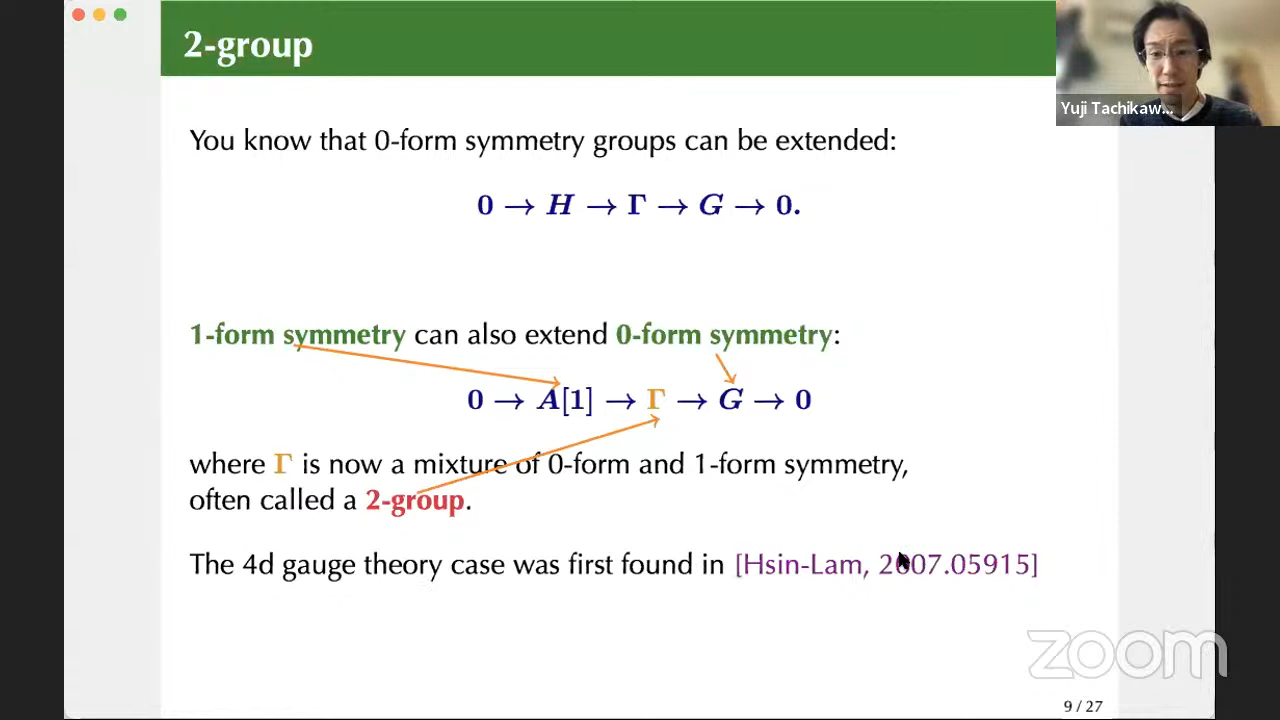 2-group
Yuji Tachikaw...
You know that 0-form symmetry groups can be extended:
0 → H → Γ → G → 0.
1-form symmetry can also extend 0-form symmetry:
0 → A[1] → Γ → G → 0
where Γ is now a mixture of 0-form and 1-form symmetry,
often called a 2-group.
The 4d gauge theory case was first found in [Hsin-Lam, 2007.05915]
zoom
9 / 27